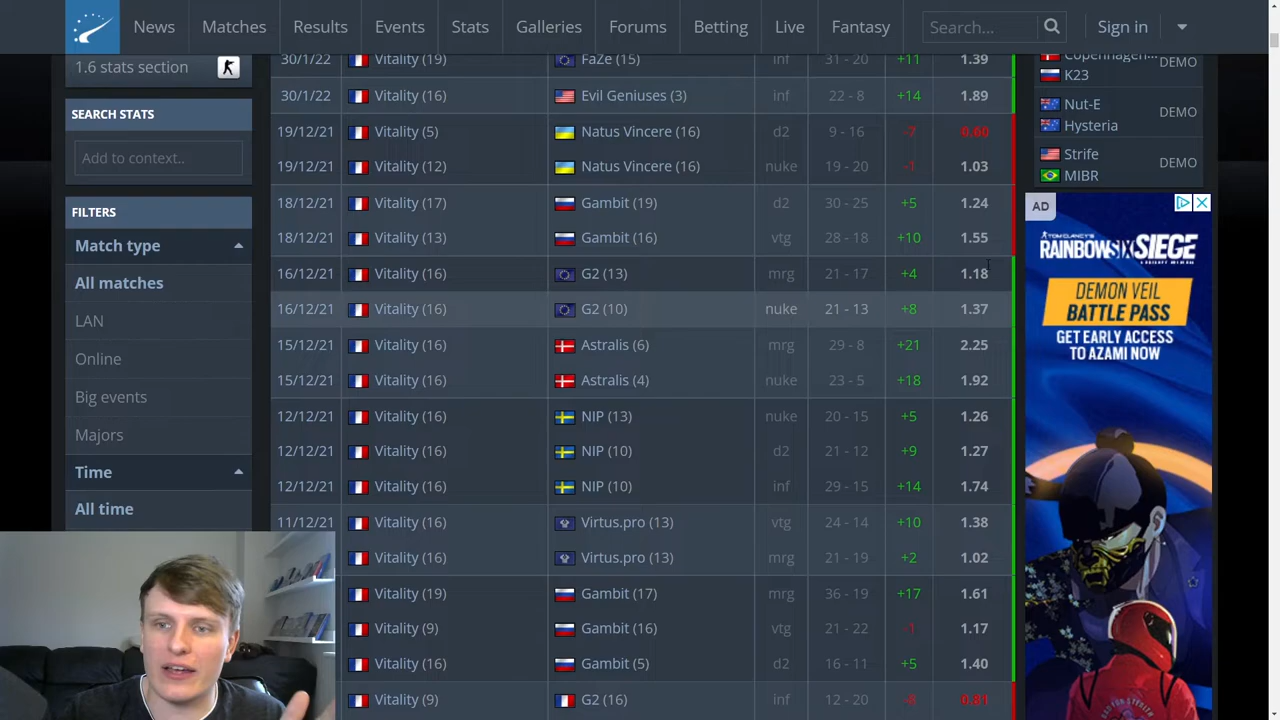 News Matches Results Events Stats Galleries Forums Betting Live Fantasy Search... Sign in
1.6 stats section
SEARCH STATS
Add to context..
FILTERS
Match type
All matches
LAN
Online
Big events
Majors
Time
All time
30/1/22 Vitality (19) FaZe (15) inf 31 - 20 +11 1.39
30/1/22 Vitality (16) Evil Geniuses (3) inf 22 - 8 +14 1.89
19/12/21 Vitality (5) Natus Vincere (16) d2 9 - 16 -7 0.60
19/12/21 Vitality (12) Natus Vincere (16) nuke 19 - 20 -1 1.03
18/12/21 Vitality (17) Gambit (19) d2 30 - 25 +5 1.24
18/12/21 Vitality (13) Gambit (16) vtg 28 - 18 +10 1.55
16/12/21 Vitality (16) G2 (13) mrg 21 - 17 +4 1.18
16/12/21 Vitality (16) G2 (10) nuke 21 - 13 +8 1.37
15/12/21 Vitality (16) Astralis (6) mrg 29 - 8 +21 2.25
15/12/21 Vitality (16) Astralis (4) nuke 23 - 5 +18 1.92
12/12/21 Vitality (16) NIP (13) nuke 20 - 15 +5 1.26
12/12/21 Vitality (16) NIP (10) d2 21 - 12 +9 1.27
12/12/21 Vitality (16) NIP (10) inf 29 - 15 +14 1.74
11/12/21 Vitality (16) Virtus.pro (13) vtg 24 - 14 +10 1.38
Vitality (16) Virtus.pro (13) mrg 21 - 19 +2 1.02
Vitality (19) Gambit (17) mrg 36 - 19 +17 1.61
Vitality (9) Gambit (16) vtg 21 - 22 -1 1.17
Vitality (16) Gambit (5) d2 16 - 11 +5 1.40
Vitality (9) G2 (16) inf 12 - 20 -8 0.81
Copenhagen...
K23
DEMO
Nut-E
Hysteria
DEMO
Strife
MIBR
DEMO
AD
TOM CLANCY'S
RAINBOWSIX SIEGE
DEMON VEIL
BATTLE PASS
GET EARLY ACCESS
TO AZAMI NOW